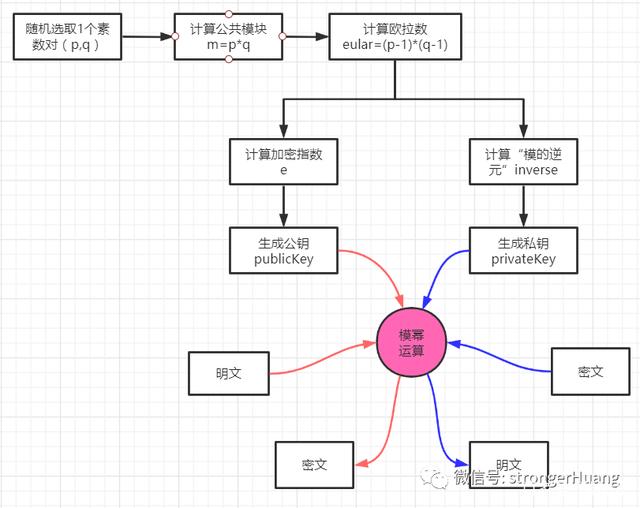 随机选取1个素
数对（p,q）
计算公共模块
m=p*q
计算欧拉数
eular=(p-1)*(q-1)
计算加密指数
e
计算“模的逆
元”inverse
生成公钥
publicKey
生成私钥
privateKey
模幂
运算
明文
密文
密文
明文
微信号: strongerHuang